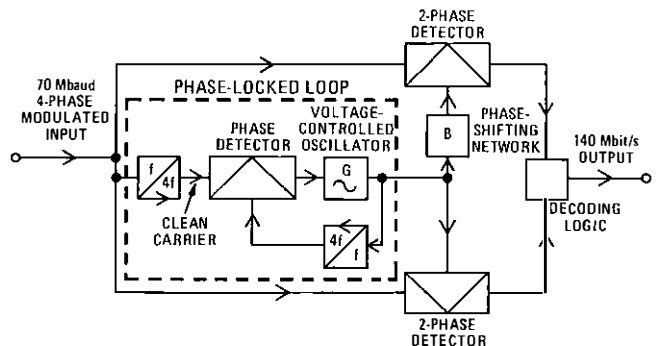 2-PHASE
DETECTOR
70 Mbaud
4-PHASE
MODULATED
INPUT
PHASE-LOCKED LOOP
VOLTAGE-
CONTROLLED
OSCILLATOR
PHASE
DETECTOR
B
PHASE-
SHIFTING
NETWORK
140 Mbit/s
OUTPUT
f
4f
G
CLEAN
CARRIER
4f
f
DECODING
LOGIC
2-PHASE
DETECTOR